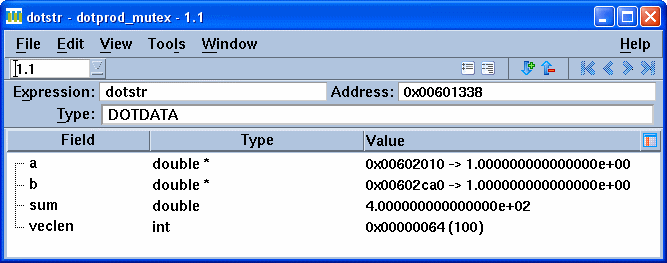 dotstr - dotprod_mutex - 1.1
File Edit View Tools Window Help
1.1
Expression: dotstr Address: 0x00601338
Type: DOTDATA
Field Type Value
a double * 0x00602010 -> 1.000000000000000e+00
b double * 0x00602ca0 -> 1.000000000000000e+00
sum double 4.000000000000000e+02
veclen int 0x00000064 (100)